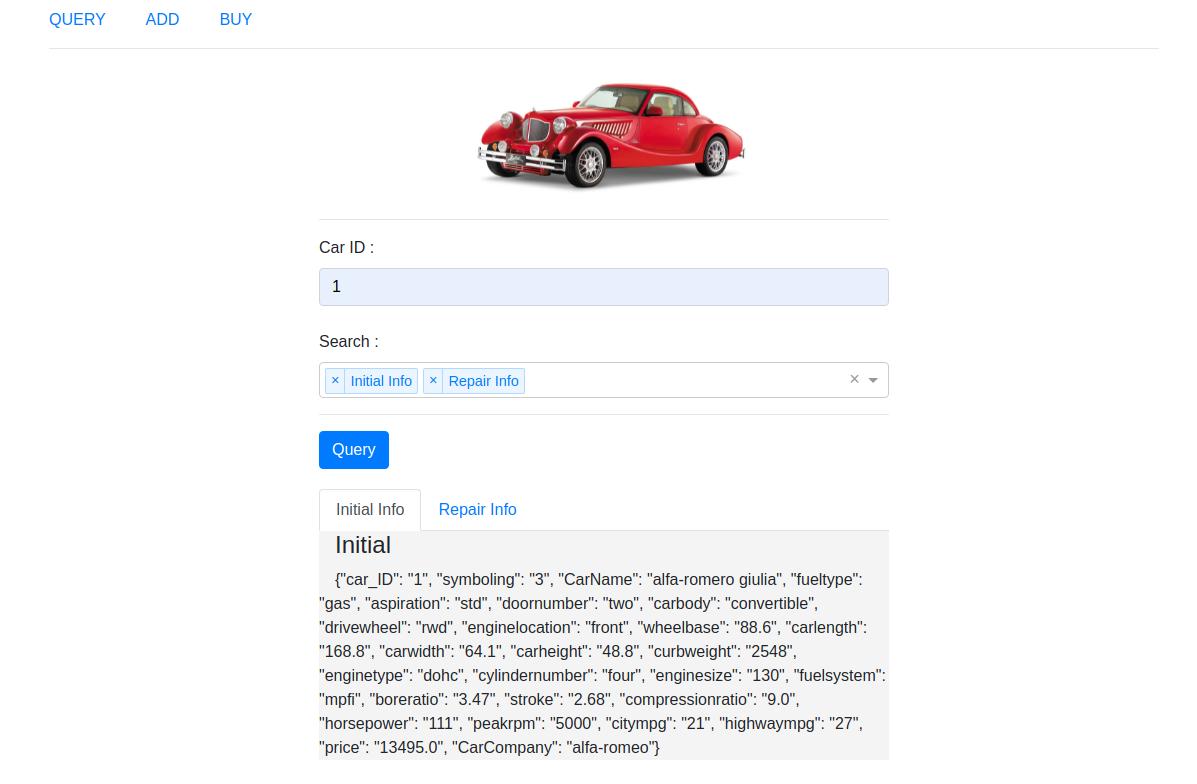 QUERY ADD BUY
Car ID :
1
Search :
× Initial Info × Repair Info ×
Query
Initial Info Repair Info
Initial
{"car_ID": "1", "symboling": "3", "CarName": "alfa-romero giulia", "fueltype":
"gas", "aspiration": "std", "doornumber": "two", "carbody": "convertible",
"drivewheel": "rwd", "enginelocation": "front", "wheelbase": "88.6", "carlength":
"168.8", "carwidth": "64.1", "carheight": "48.8", "curbweight": "2548",
"enginetype": "dohc", "cylindernumber": "four", "enginesize": "130", "fuelsystem":
"mpfi", "boreratio": "3.47", "stroke": "2.68", "compressionratio": "9.0",
"horsepower": "111", "peakrpm": "5000", "citympg": "21", "highwaympg": "27",
"price": "13495.0", "CarCompany": "alfa-romeo"}